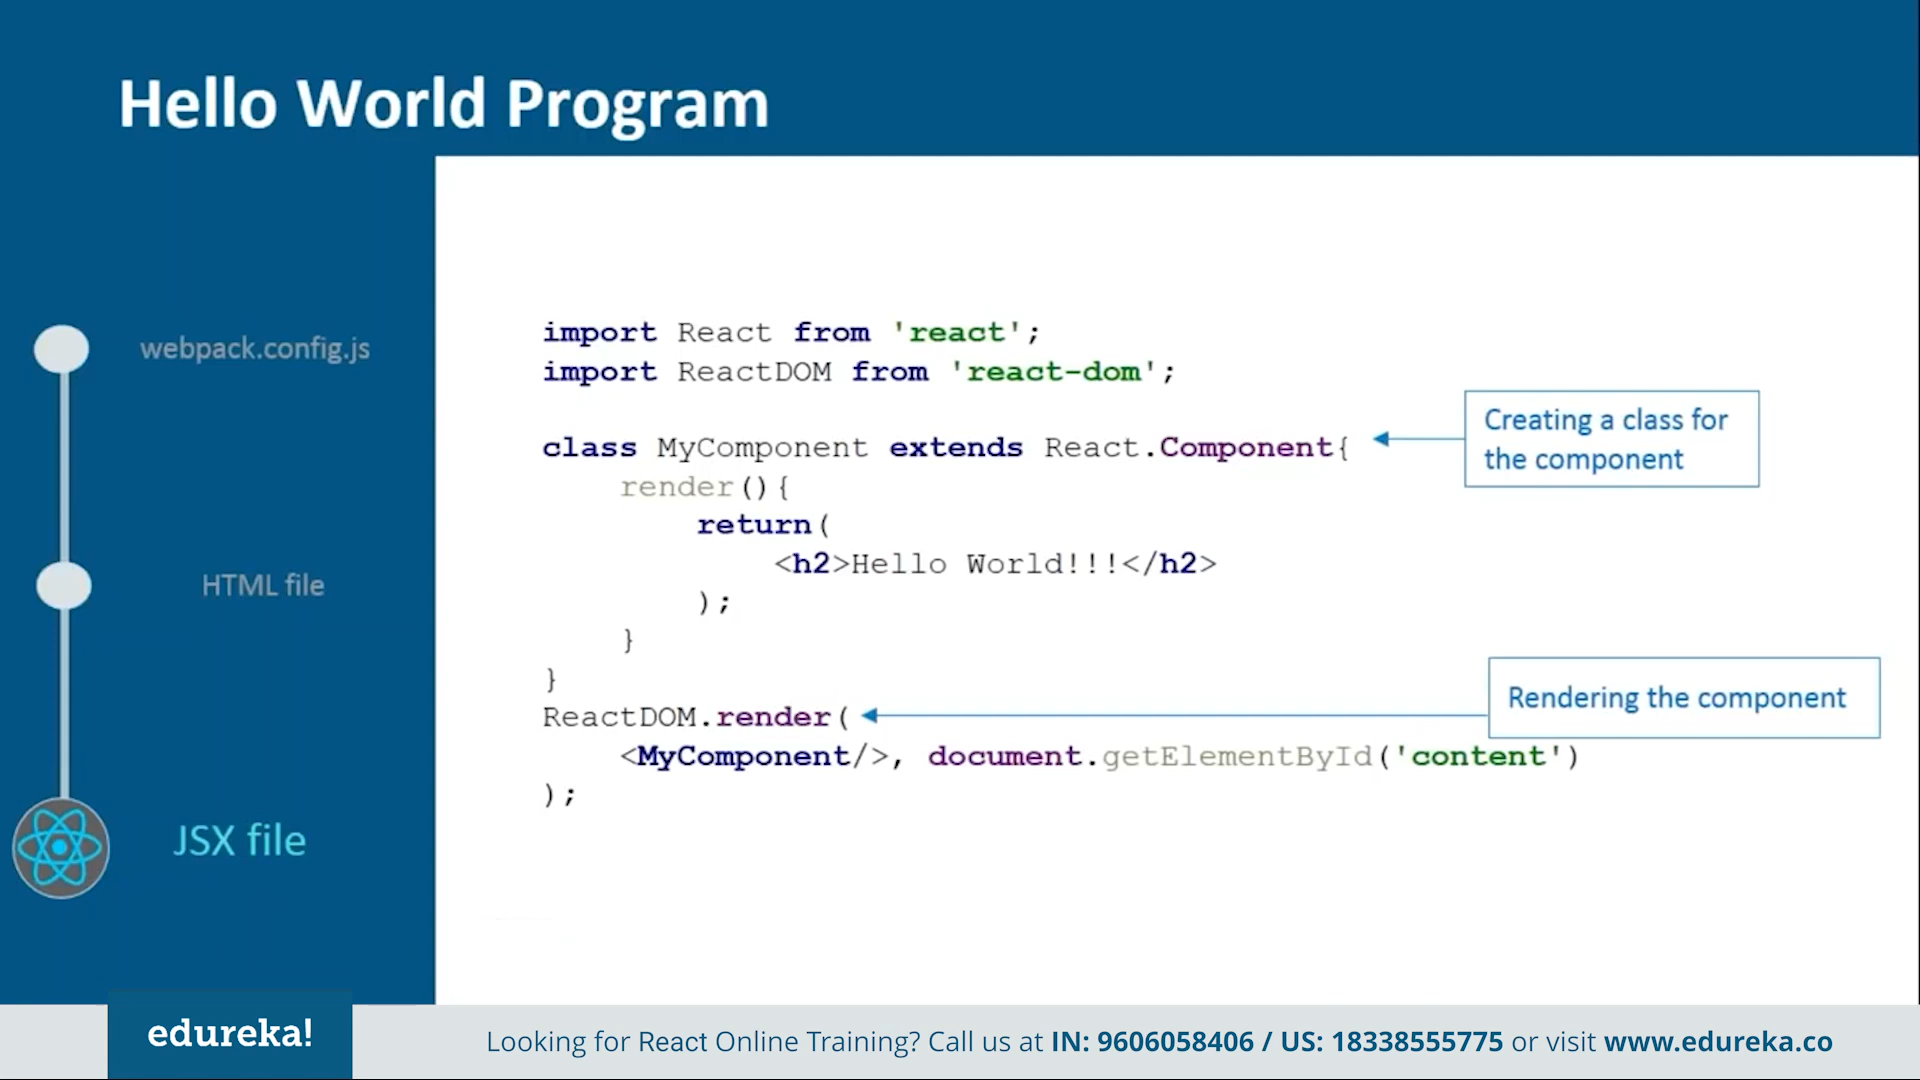 Hello World Program
webpack.config.js
HTML file
JSX file
import React from 'react';
import ReactDOM from 'react-dom';
class MyComponent extends React.Component{
render(){
return(
<h2>Hello World!!!</h2>
);
}
}
ReactDOM.render(
<MyComponent/>, document.getElementById('content')
);
Creating a class for
the component
Rendering the component
edureka!
Looking for React Online Training? Call us at IN: 9606058406 / US: 18338555775 or visit www.edureka.co